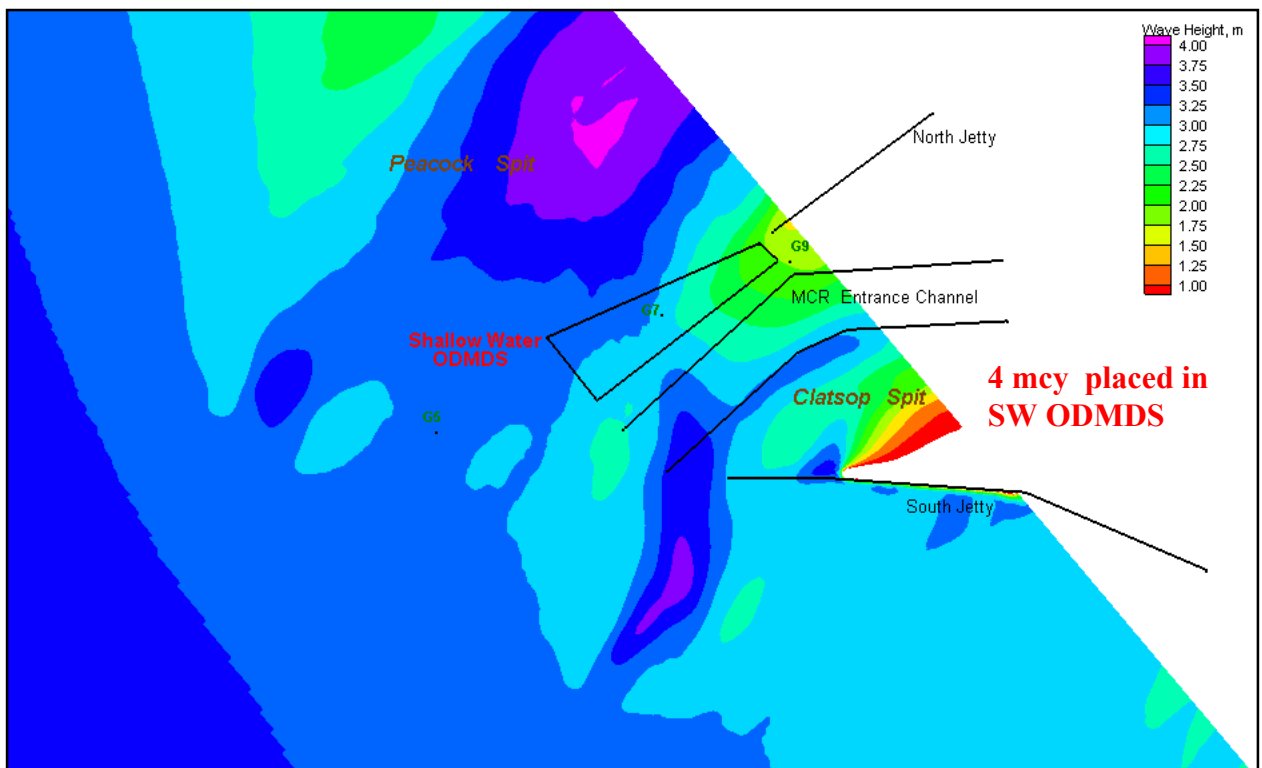 Wave Height, m
4.00
3.75
3.50
3.25
3.00
2.75
2.50
2.25
2.00
1.75
1.50
1.25
1.00
North Jetty
Peacock Spit
G9
MCR Entrance Channel
G7
Shallow Water
ODMDS
4 mcy placed in
SW ODMDS
Clatsop Spit
G5
South Jetty